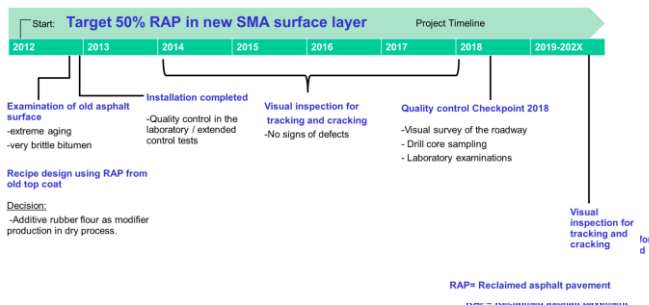 Start: Target 50% RAP in new SMA surface layer Project Timeline
2012 2013 2014 2015 2016 2017 2018 2019-202X
Examination of old asphalt
surface
-extreme aging
-very brittle bitumen
Recipe design using RAP from
old top coat
Decision:
-Additive rubber flour as modifier
production in dry process.
Installation completed
-Quality control in the
laboratory / extended
control tests
Visual inspection for
tracking and cracking
-No signs of defects
Quality control Checkpoint 2018
-Visual survey of the roadway
- Drill core sampling
- Laboratory examinations
Visual
inspection for
tracking and
cracking
RAP= Reclaimed asphalt pavement